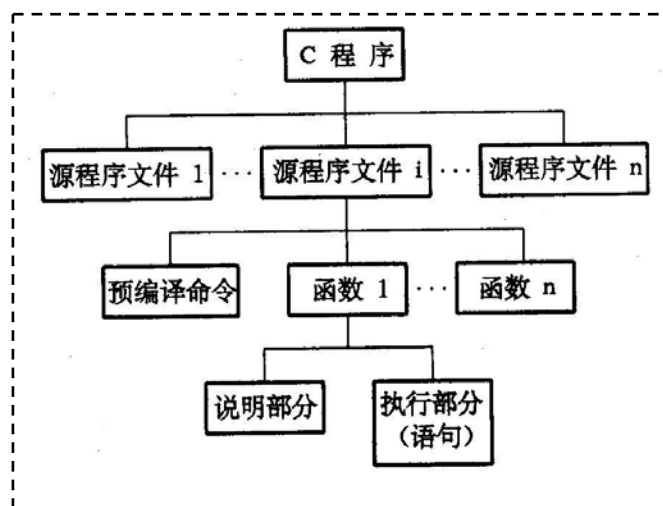 C 程 序
源程序文件 1 ··· 源程序文件 i ··· 源程序文件 n
预编译命令 函数 1 ··· 函数 n
说明部分 执行部分
(语句)